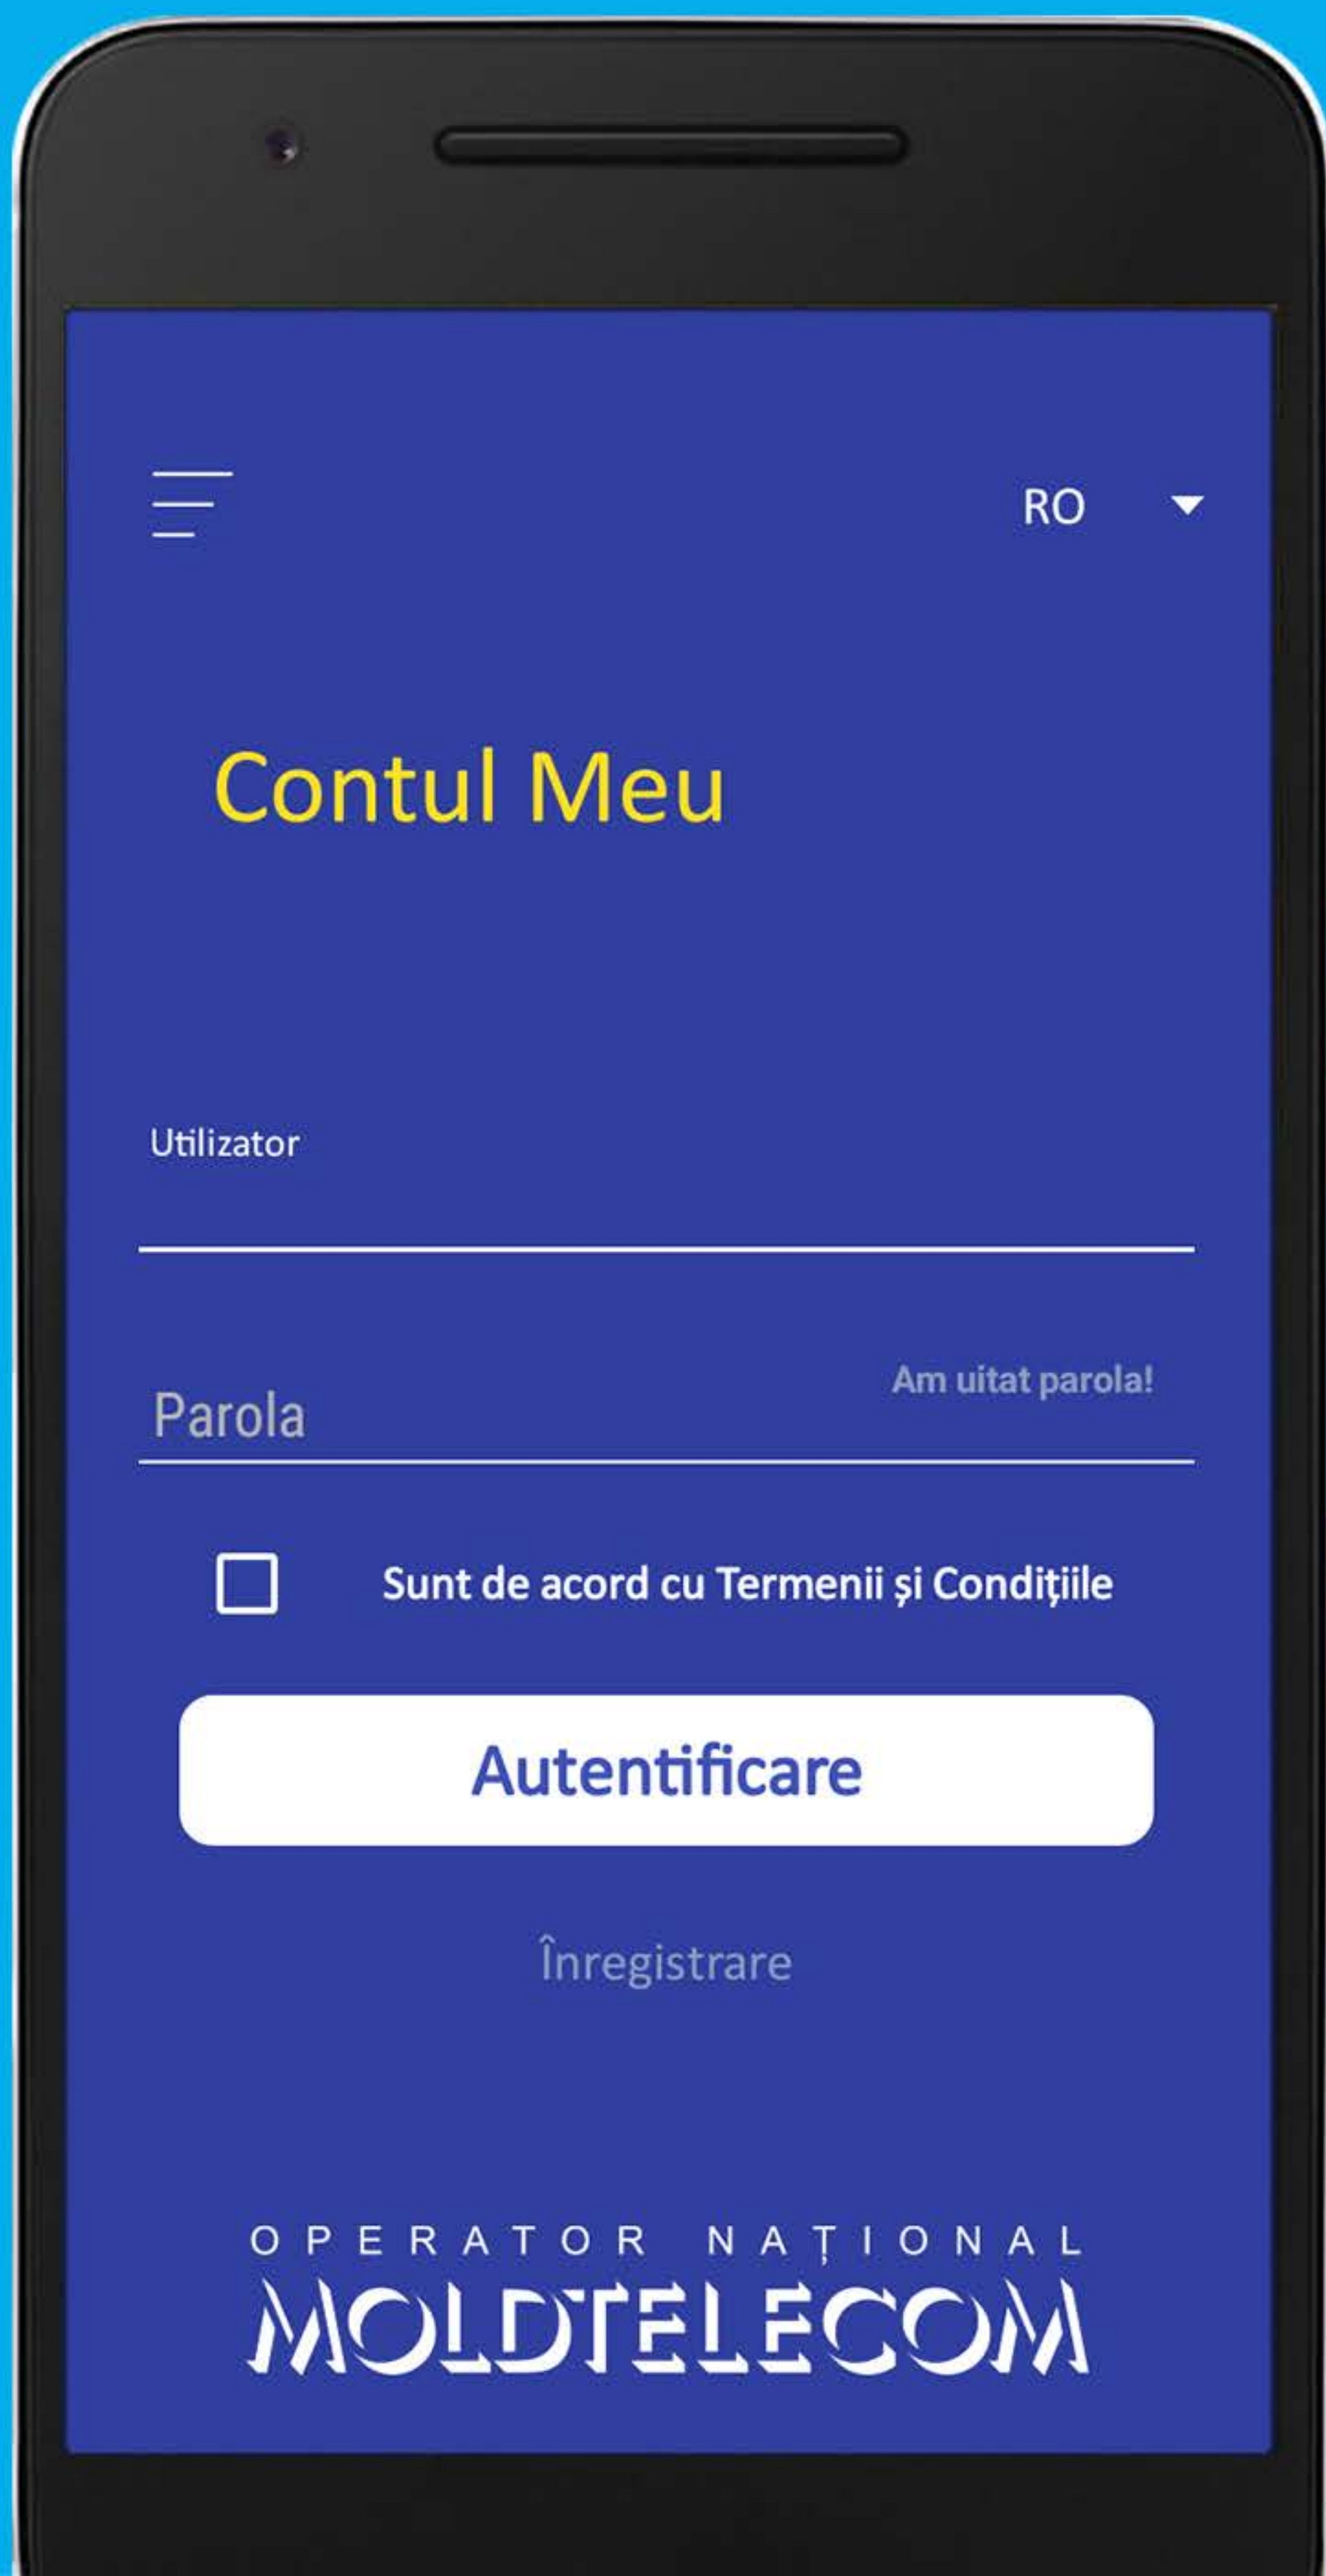 RO
Contul Meu
Utilizator
Am uitat parola!
Parola
Sunt de acord cu Termenii și Condițiile
Autentificare
Înregistrare
OPERATOR NAȚIONAL
MOLDTELECOM